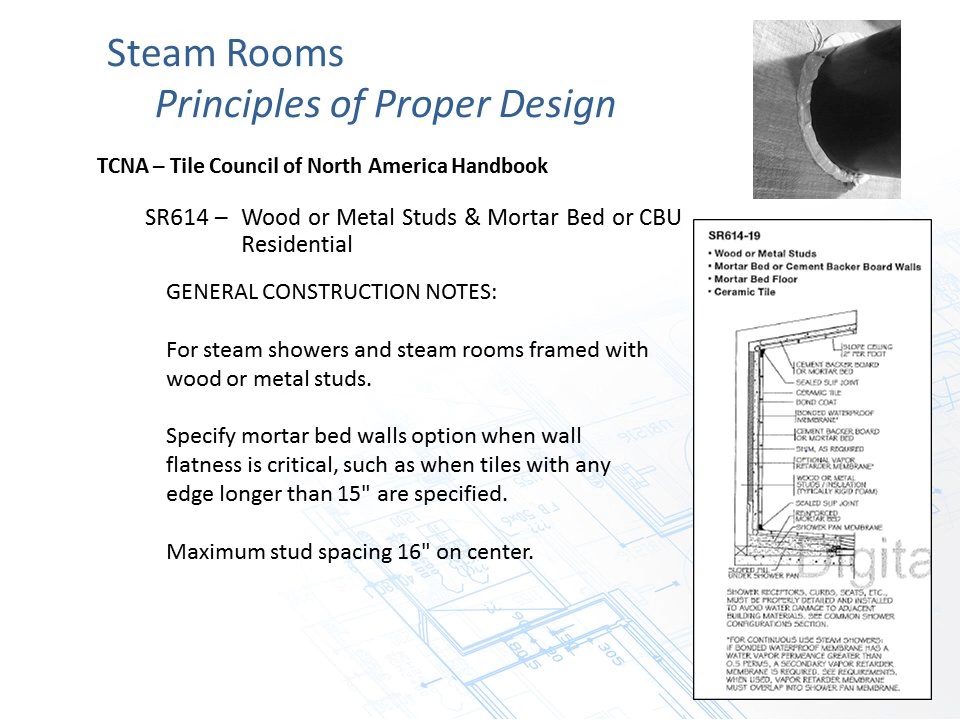 Steam Rooms
Principles of Proper Design
TCNA – Tile Council of North America Handbook
SR614 – Wood or Metal Studs & Mortar Bed or CBU
Residential
GENERAL CONSTRUCTION NOTES:
For steam showers and steam rooms framed with
wood or metal studs.
Specify mortar bed walls option when wall
flatness is critical, such as when tiles with any
edge longer than 15" are specified.
Maximum stud spacing 16" on center.
SR614-19
• Wood or Metal Studs
• Mortar Bed or Cement Backer Board Walls
• Mortar Bed Floor
• Ceramic Tile
SLOPE CEILING
2" PER FOOT
CEMENT BACKER BOARD
OR MORTAR BED
SEALED SLIP JOINT
CERAMIC TILE
BOND COAT
BONDED WATERPROOF
MEMBRANE*
CEMENT BACKER BOARD
OR MORTAR BED
SHIM, AS REQUIRED
OPTIONAL VAPOR
RETARDER MEMBRANE*
WOOD OR METAL
STUDS / INSULATION
(TYPICALLY RIGID FOAM)
SEALED SLIP JOINT
REINFORCED
MORTAR BED
SHOWER PAN MEMBRANE
SLOPED FILL
UNDER SHOWER PAN
Digita
SHOWER RECEPTORS, CURBS, SEATS, ETC.,
MUST BE PROPERLY DETAILED AND INSTALLED
TO AVOID WATER DAMAGE TO ADJACENT
BUILDING MATERIALS. SEE COMMON SHOWER
CONFIGURATIONS SECTION.
*FOR CONTINUOUS USE STEAM SHOWERS:
IF BONDED WATERPROOF MEMBRANE HAS A
WATER VAPOR PERMEANCE GREATER THAN
0.5 PERMS, A SECONDARY VAPOR RETARDER
MEMBRANE IS REQUIRED. SEE REQUIREMENTS.
WHEN USED, VAPOR RETARDER MEMBRANE
MUST OVERLAP INTO SHOWER PAN MEMBRANE.
305